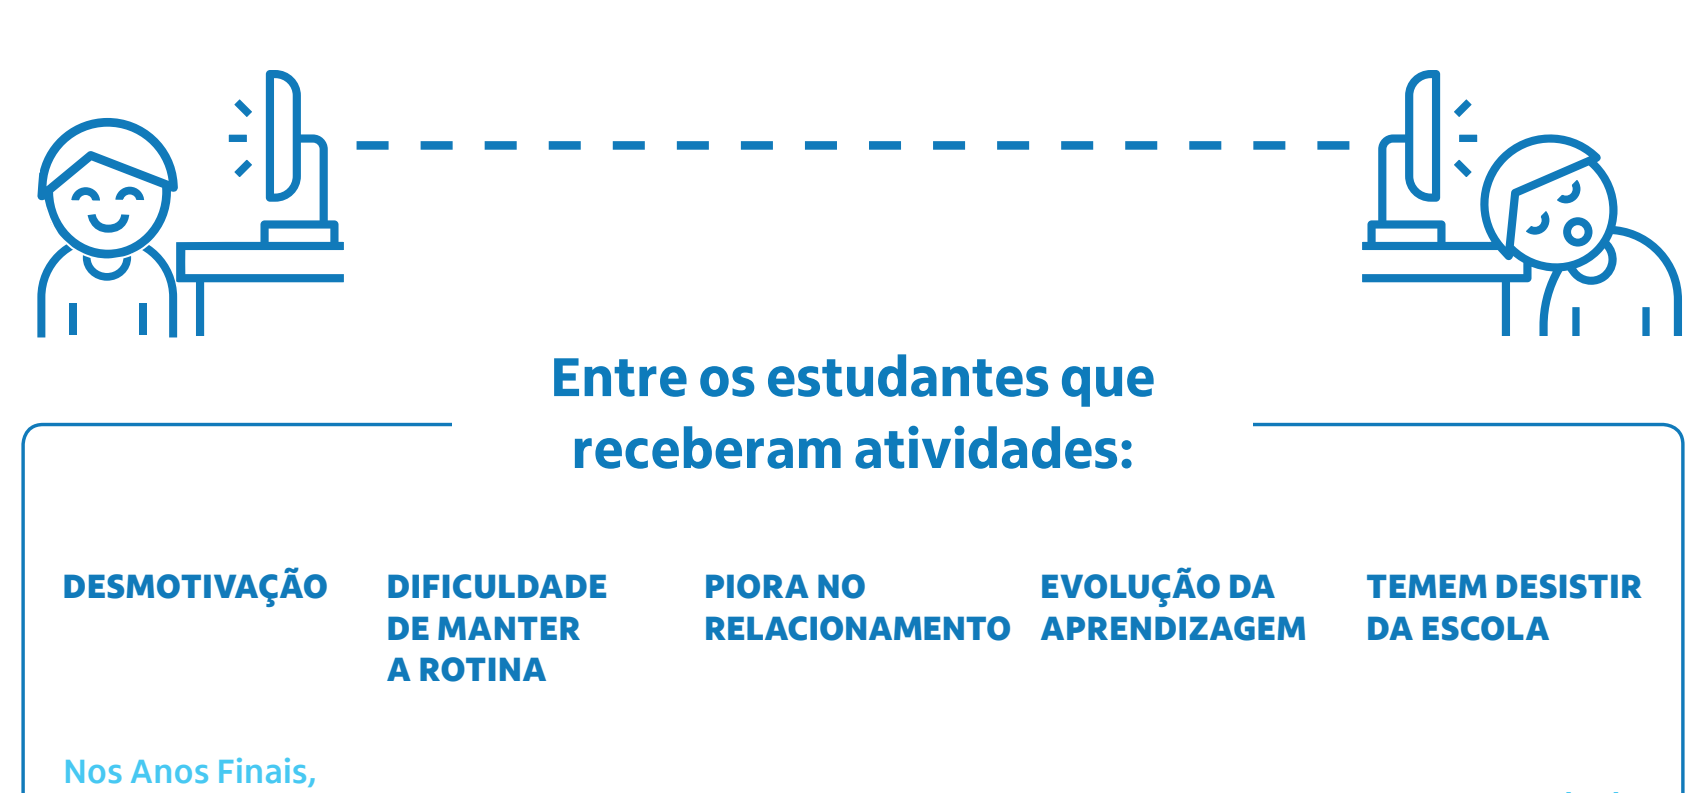 Entre os estudantes que
receberam atividades:
DESMOTIVAÇÃO
DIFICULDADE
DE MANTER
A ROTINA
PIORA NO
RELACIONAMENTO
EVOLUÇÃO DA
APRENDIZAGEM
TEMEM DESISTIR
DA ESCOLA
Nos Anos Finais,